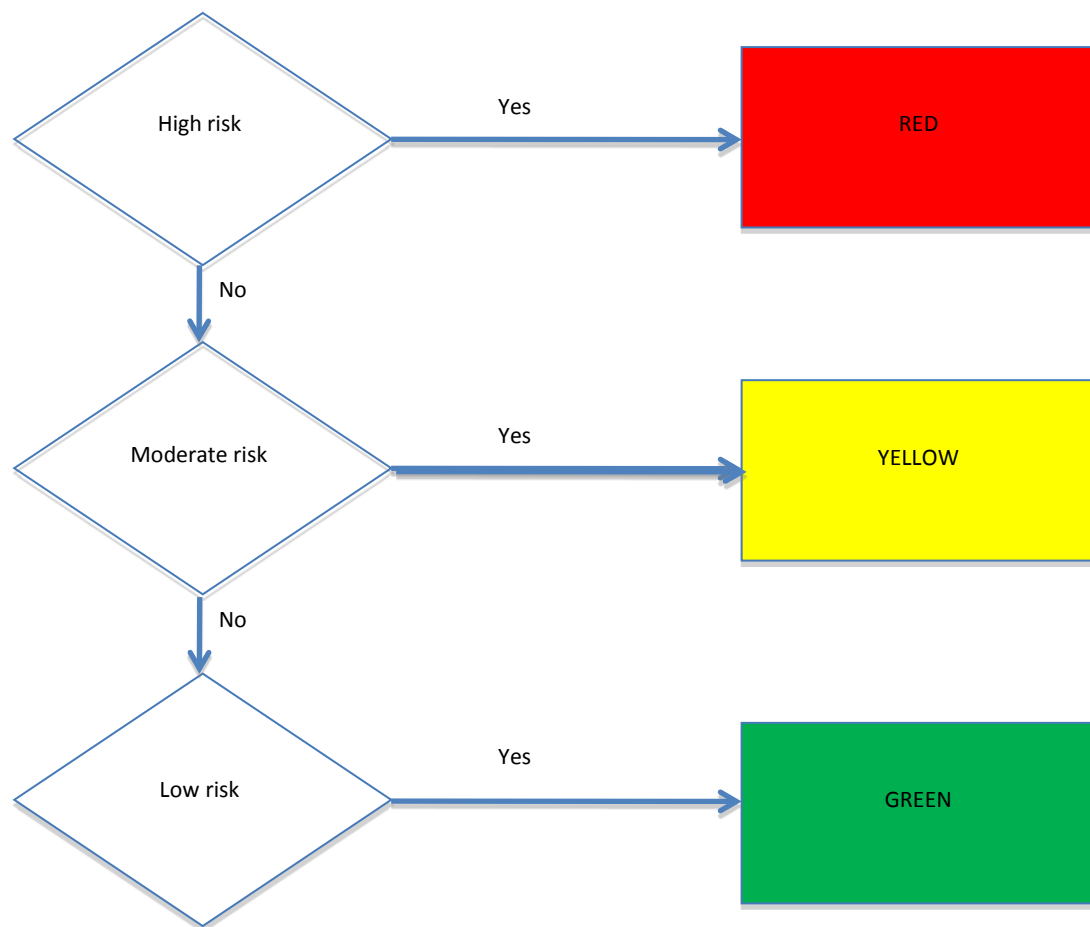 High risk
Yes
RED
No
Moderate risk
Yes
YELLOW
No
Low risk
Yes
GREEN